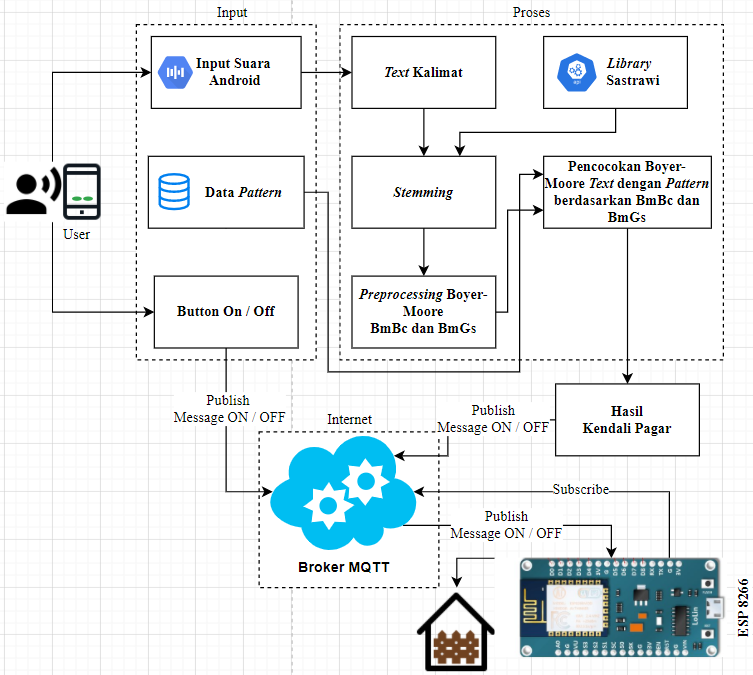 Input
Proses
Input Suara
Android
Text Kalimat
Library
Sastrawi
Data Pattern
Stemming
Pencocokan Boyer-
Moore Text dengan Pattern
berdasarkan BmBc dan
BmGs
User
Button On / Off
Preprocessing Boyer-
Moore
BmBc dan BmGs
Publish
Message ON / OFF
Internet
Publish
Message ON / OFF
Hasil
Kendali Pagar
Subscribe
Publish
Message ON / OFF
Broker MQTT
ESP 8266
LoLin